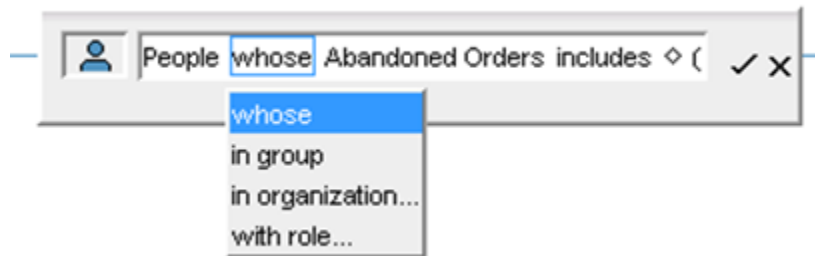 People whose Abandoned Orders includes ◇ (
whose
in group
in organization...
with role...